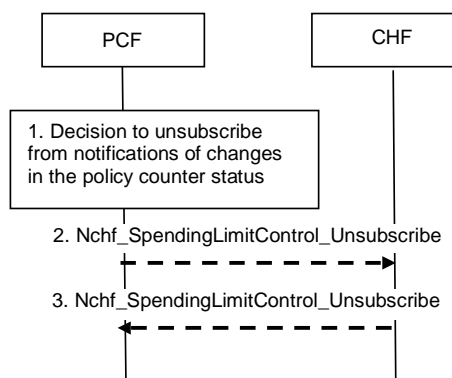 PCF
CHF
1. Decision to unsubscribe
from notifications of changes
in the policy counter status
2. Nchf_SpendingLimitControl_Unsubscribe
3. Nchf_SpendingLimitControl_Unsubscribe